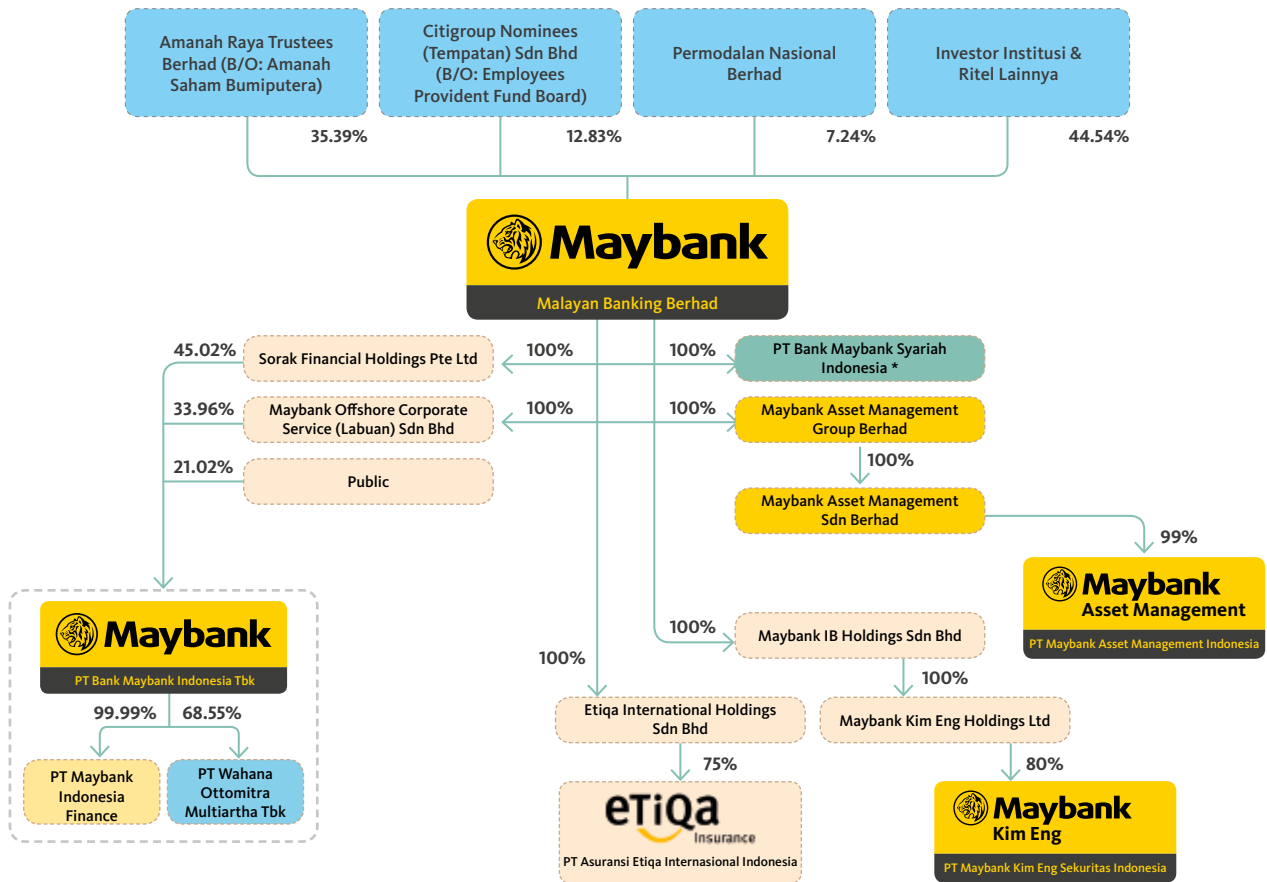 Amanah Raya Trustees
Berhad (B/O: Amanah
Saham Bumiputera)
Citigroup Nominees
(Tempatan) Sdn Bhd
(B/O: Employees
Provident Fund Board)
Permodalan Nasional
Berhad
Investor Institusi &
Ritel Lainnya
35.39%
12.83%
7.24%
44.54%
Maybank
Malayan Banking Berhad
45.02%
Sorak Financial Holdings Pte Ltd
100%
100%
PT Bank Maybank Syariah
Indonesia *
33.96%
Maybank Offshore Corporate
Service (Labuan) Sdn Bhd
100%
100%
Maybank Asset Management
Group Berhad
21.02%
Public
100%
Maybank Asset Management
Sdn Berhad
99%
Maybank
Asset Management
PT Maybank Asset Management Indonesia
Maybank
PT Bank Maybank Indonesia Tbk
99.99%
68.55%
PT Maybank
Indonesia
Finance
PT Wahana
Ottomitra
Multiartha Tbk
100%
Maybank IB Holdings Sdn Bhd
100%
100%
Etiqa International Holdings
Sdn Bhd
Maybank Kim Eng Holdings Ltd
75%
80%
eTiQa
Insurance
PT Asuransi Etiqa Internasional Indonesia
Maybank
Kim Eng
PT Maybank Kim Eng Sekuritas Indonesia